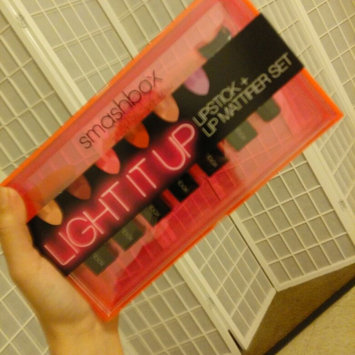 smashbox
LIGHT IT UP
LIPSTICK +
LIP MATTIFIER SET